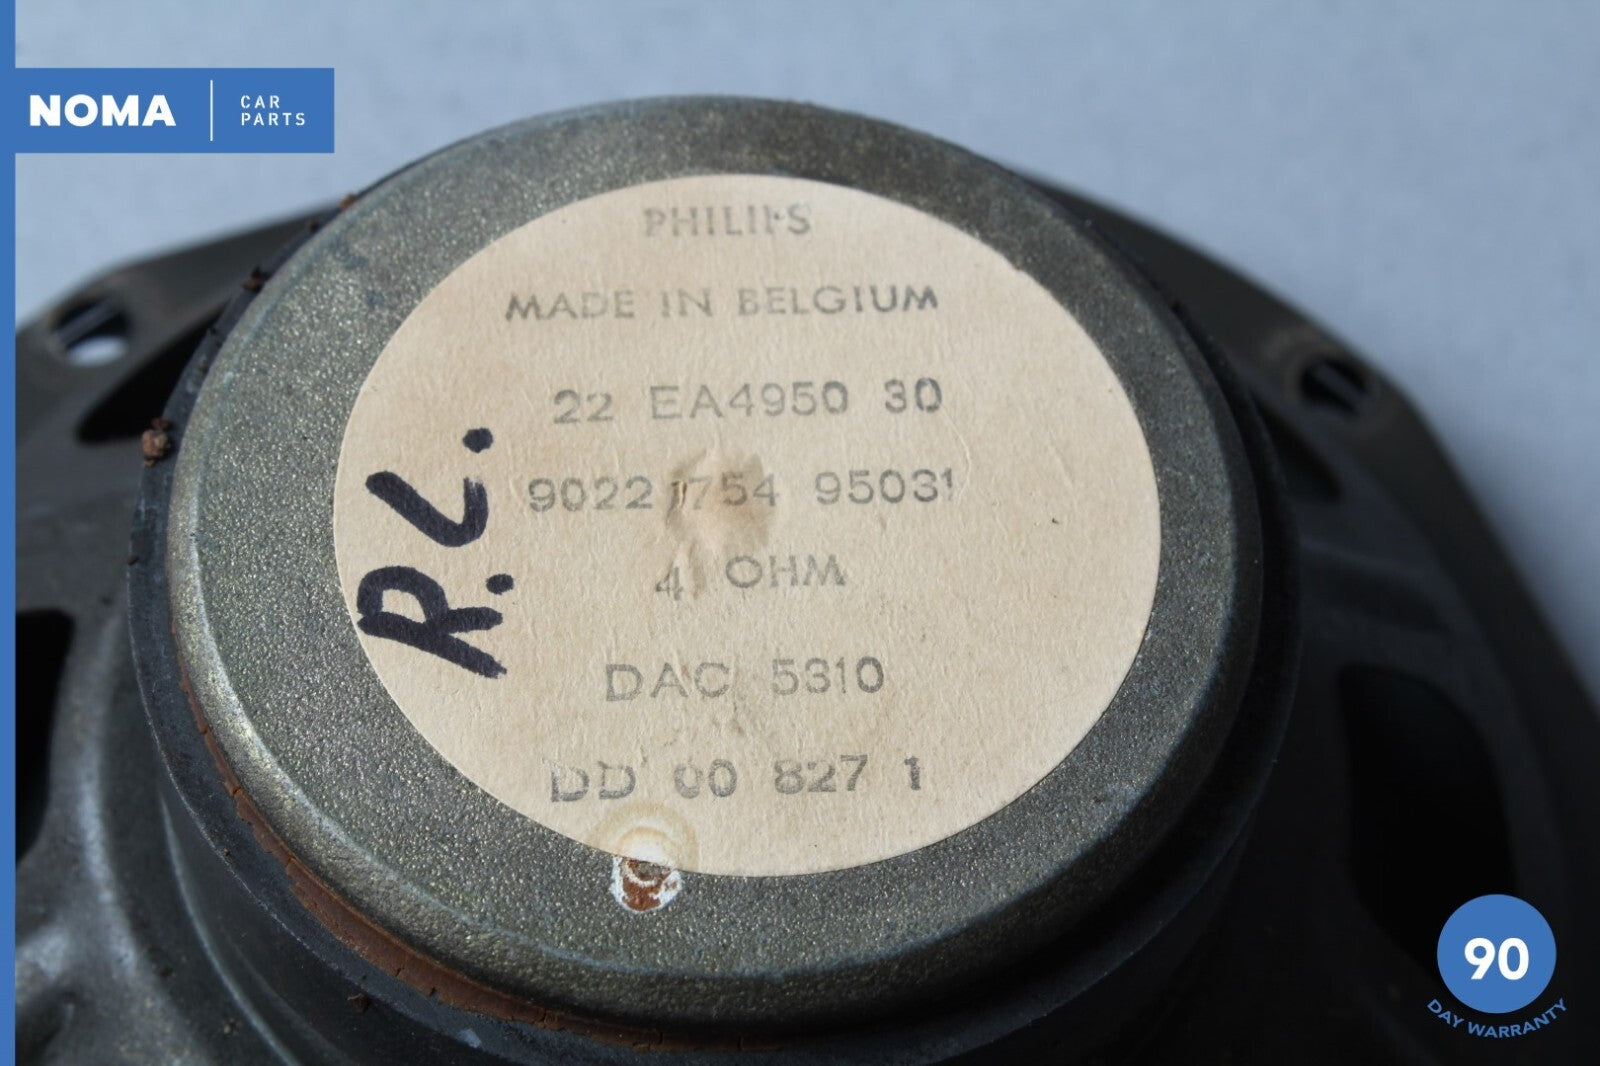 NOMA
CAR
PARTS
PHILIPS
MADE IN BELGIUM
22 EA4950 30
9022 754 95031
4 OHM
DAC 5310
DD 00 827 1
R.L.
90
DAY WARRANTY